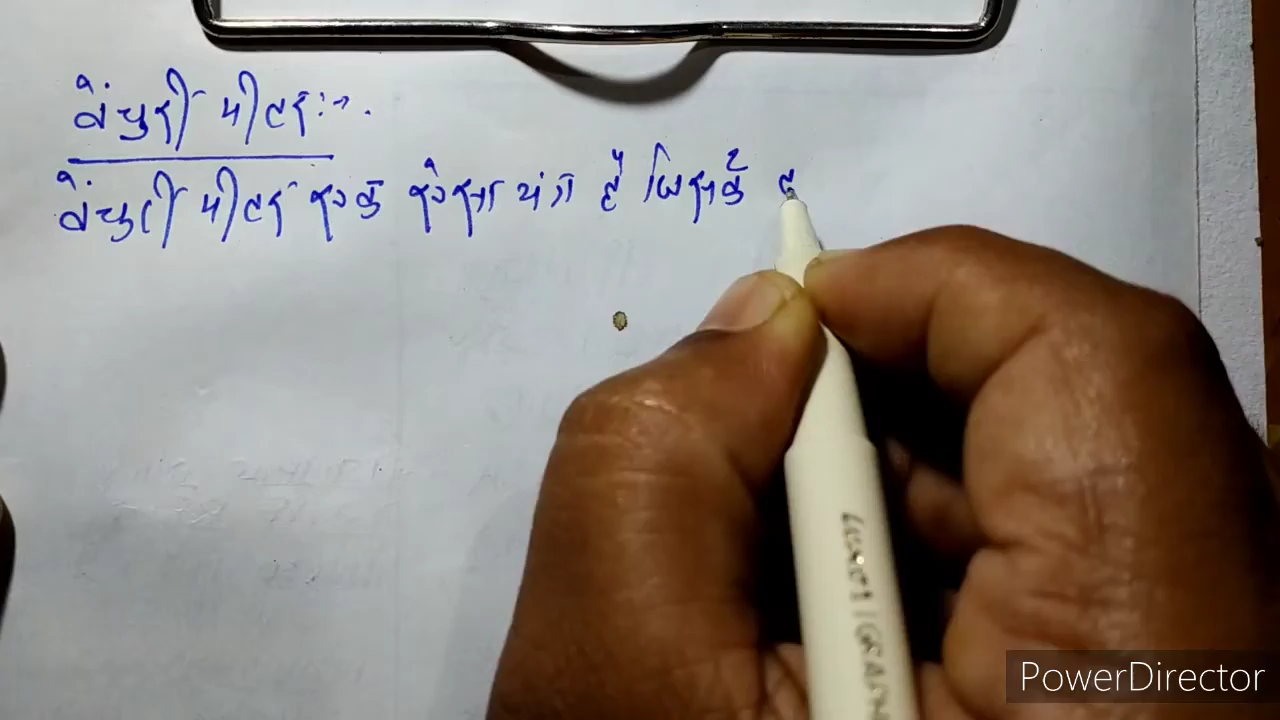 वेंचुरी मीटर :→.
वेंचुरी मीटर एक ऐसा यंत्र है जिसके
PowerDirector